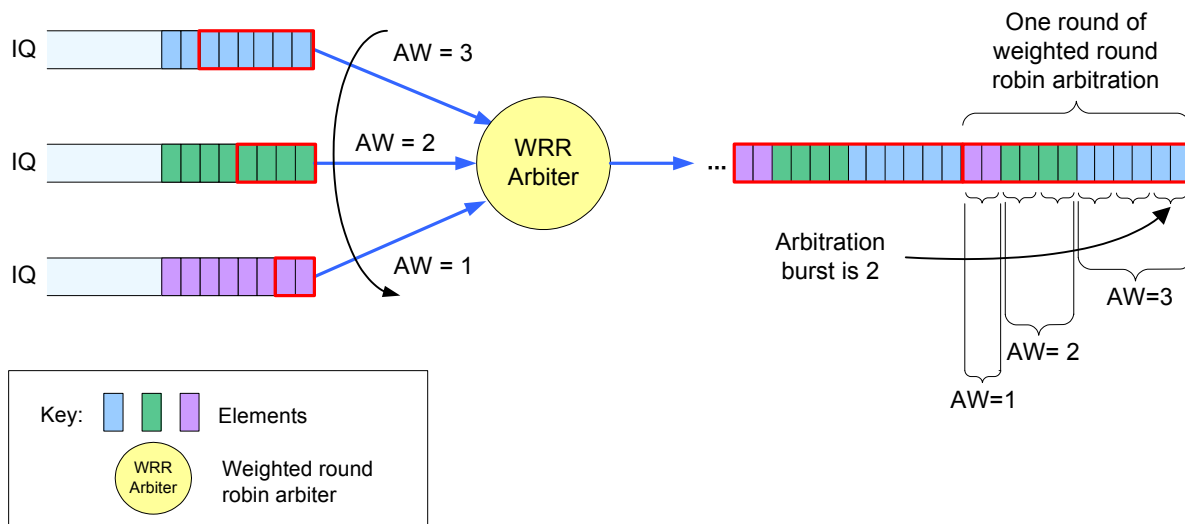 IQ
AW = 3
IQ
AW = 2
IQ
AW = 1
WRR
Arbiter
One round of
weighted round
robin arbitration
...
Arbitration
burst is 2
AW=3
AW= 2
AW=1
Key:
Elements
WRR
Arbiter
Weighted round
robin arbiter